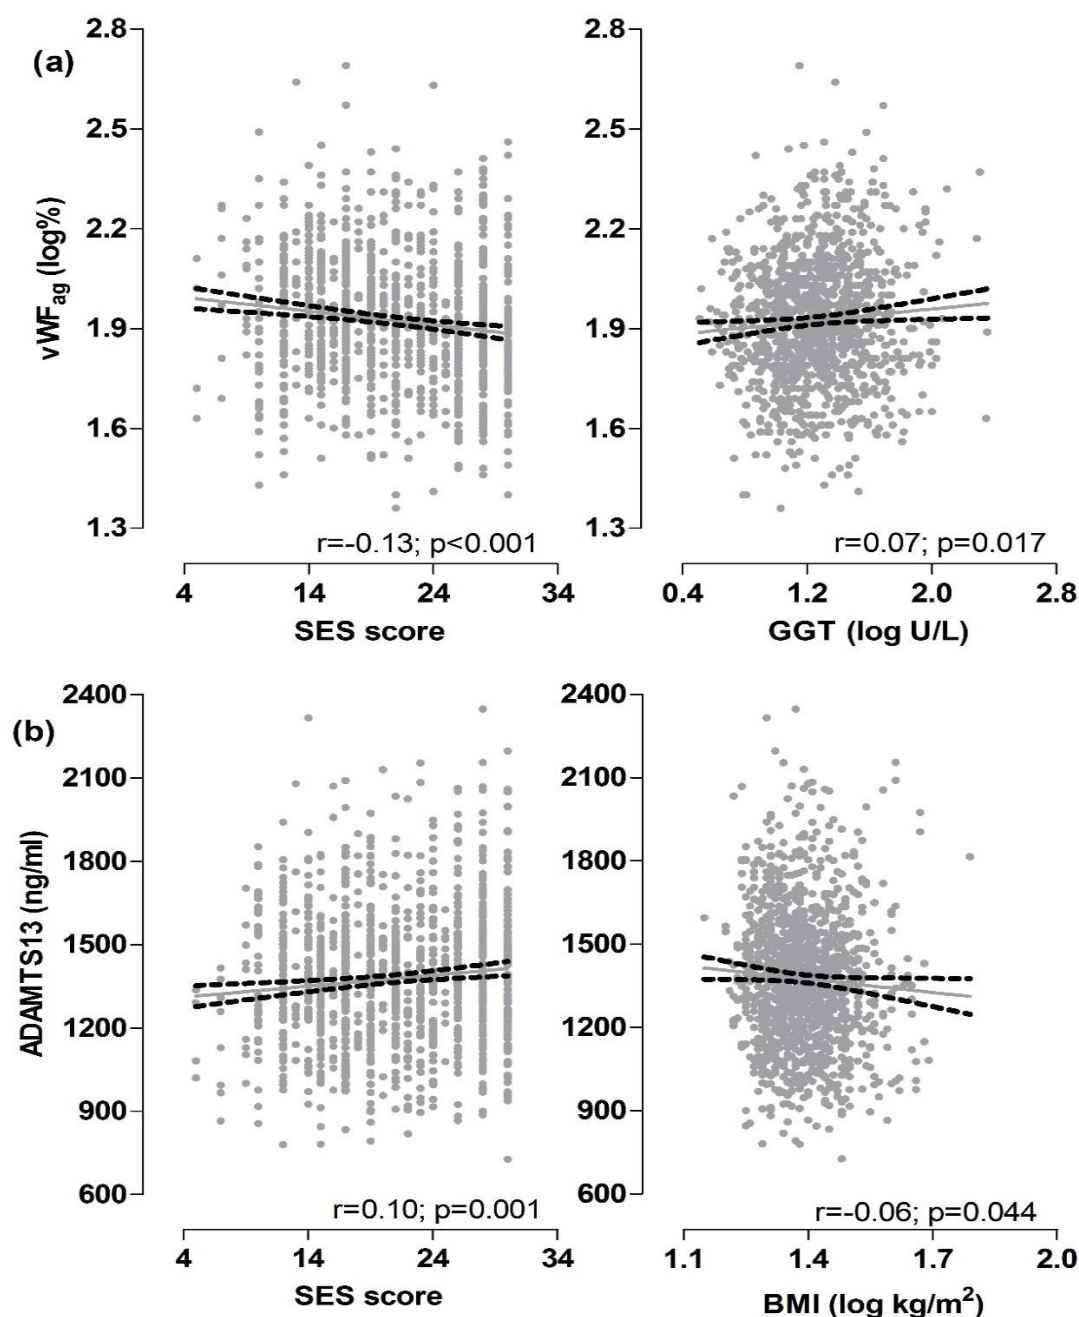 (a)
vWFag (log%)
2.8
2.5
2.2
1.9
1.6
1.3
r=-0.13; p<0.001
4 14 24 34
SES score
2.8
2.5
2.2
1.9
1.6
1.3
r=0.07; p=0.017
0.4 1.2 2.0 2.8
GGT (log U/L)
(b)
ADAMTS13 (ng/ml)
2400
2100
1800
1500
1200
900
600
r=0.10; p=0.001
4 14 24 34
SES score
2400
2100
1800
1500
1200
900
600
r=-0.06; p=0.044
1.1 1.4 1.7 2.0
BMI (log kg/m²)